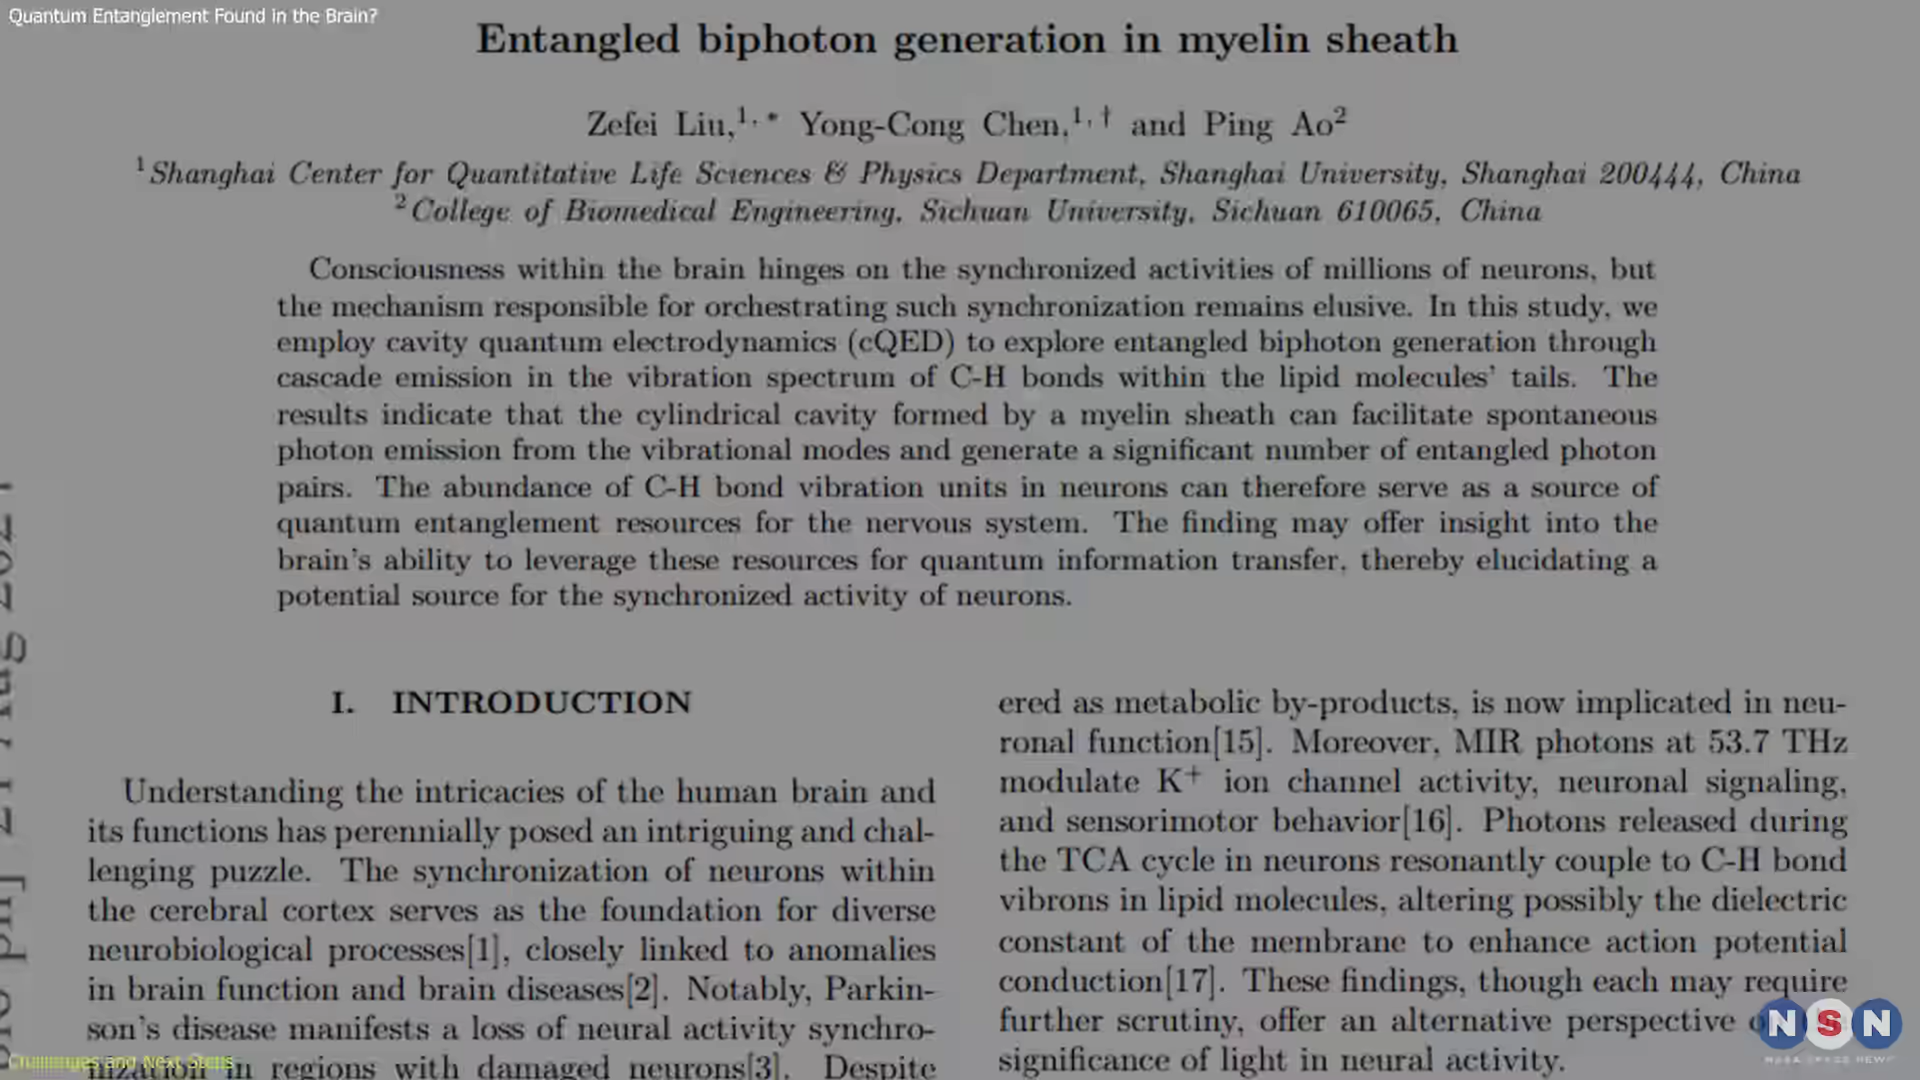 Quantum Entanglement Found in the Brain?
Entangled biphoton generation in myelin sheath
Zefei Liu,1, * Yong-Cong Chen,1, † and Ping Ao2
1Shanghai Center for Quantitative Life Sciences & Physics Department, Shanghai University, Shanghai 200444, China
2College of Biomedical Engineering, Sichuan University, Sichuan 610065, China
Consciousness within the brain hinges on the synchronized activities of millions of neurons, but
the mechanism responsible for orchestrating such synchronization remains elusive. In this study, we
employ cavity quantum electrodynamics (cQED) to explore entangled biphoton generation through
cascade emission in the vibration spectrum of C-H bonds within the lipid molecules' tails. The
results indicate that the cylindrical cavity formed by a myelin sheath can facilitate spontaneous
photon emission from the vibrational modes and generate a significant number of entangled photon
pairs. The abundance of C-H bond vibration units in neurons can therefore serve as a source of
quantum entanglement resources for the nervous system. The finding may offer insight into the
brain's ability to leverage these resources for quantum information transfer, thereby elucidating a
potential source for the synchronized activity of neurons.
I. INTRODUCTION
Understanding the intricacies of the human brain and
its functions has perennially posed an intriguing and chal-
lenging puzzle. The synchronization of neurons within
the cerebral cortex serves as the foundation for diverse
neurobiological processes[1], closely linked to anomalies
in brain function and brain diseases[2]. Notably, Parkin-
son's disease manifests a loss of neural activity synchro-
nization in regions with damaged neurons[3]. Despite
ered as metabolic by-products, is now implicated in neu-
ronal function[15]. Moreover, MIR photons at 53.7 THz
modulate K+ ion channel activity, neuronal signaling,
and sensorimotor behavior[16]. Photons released during
the TCA cycle in neurons resonantly couple to C-H bond
vibrons in lipid molecules, altering possibly the dielectric
constant of the membrane to enhance action potential
conduction[17]. These findings, though each may require
further scrutiny, offer an alternative perspective
significance of light in neural activity.
Challenges and Next Steps
NSN